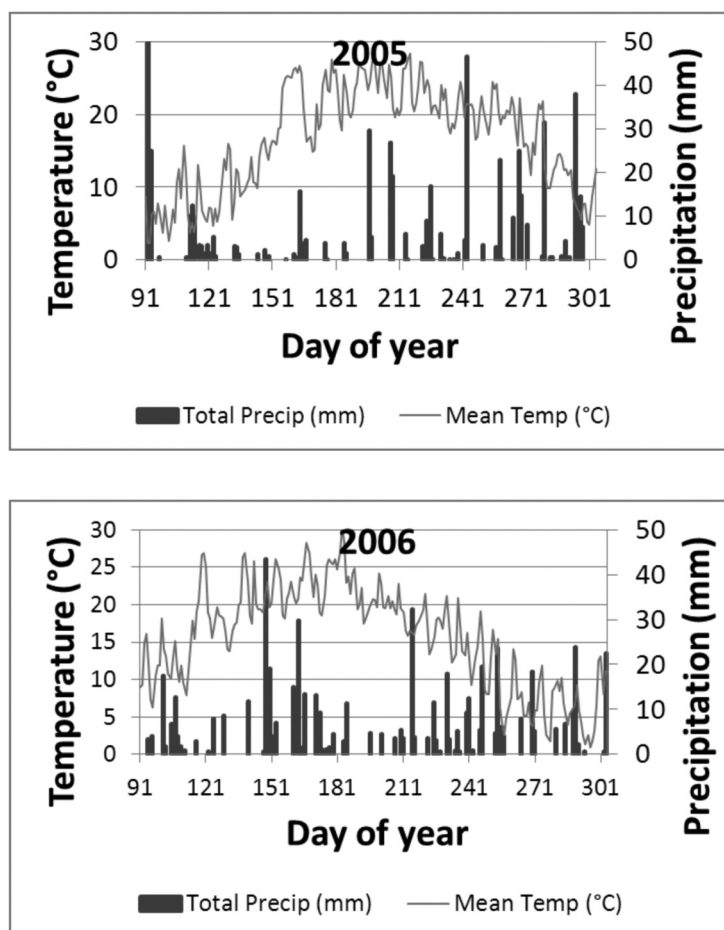 2005
Temperature (°C)
30
20
10
0
50
40
30
20
10
0
Precipitation (mm)
91 121 151 181 211 241 271 301
Day of year
Total Precip (mm) Mean Temp (°C)
2006
Temperature (°C)
30
25
20
15
10
5
0
50
40
30
20
10
0
Precipitation (mm)
91 121 151 181 211 241 271 301
Day of year
Total Precip (mm) Mean Temp (°C)